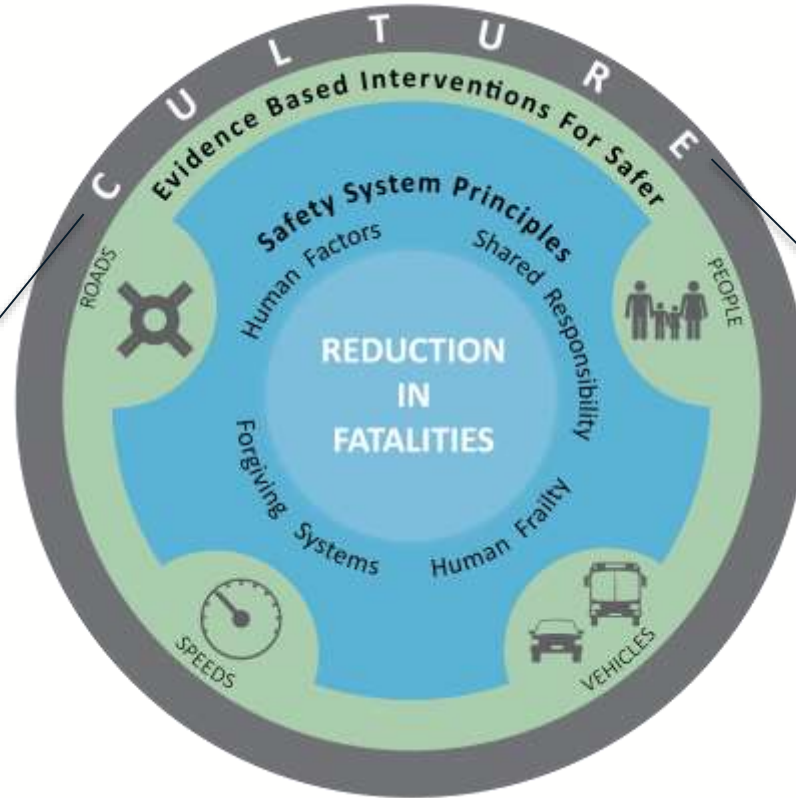 CULTURE
Evidence Based Interventions For Safer
Safety System Principles
Human Factors
Shared Responsibility
ROADS
PEOPLE
REDUCTION
IN
FATALITIES
Forgiving Systems
Human Frailty
SPEEDS
VEHICLES